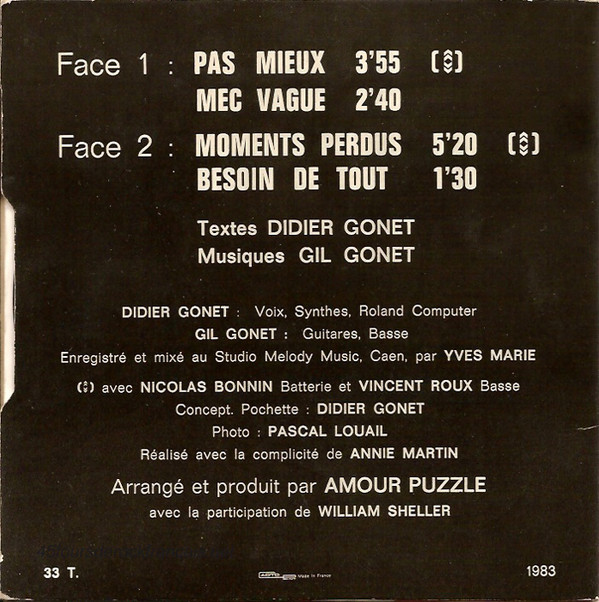 Face 1 : PAS MIEUX 3'55 (⇳)
MEC VAGUE 2'40
Face 2 : MOMENTS PERDUS 5'20 (⇳)
BESOIN DE TOUT 1'30
Textes DIDIER GONET
Musiques GIL GONET
DIDIER GONET : Voix, Synthes, Roland Computer
GIL GONET : Guitares, Basse
Enregistré et mixé au Studio Melody Music, Caen, par YVES MARIE
(⇳) avec NICOLAS BONNIN Batterie et VINCENT ROUX Basse
Concept. Pochette : DIDIER GONET
Photo : PASCAL LOUAIL
Réalisé avec la complicité de ANNIE MARTIN
Arrangé et produit par AMOUR PUZZLE
avec la participation de WILLIAM SHELLER
33 T. Made in France 1983